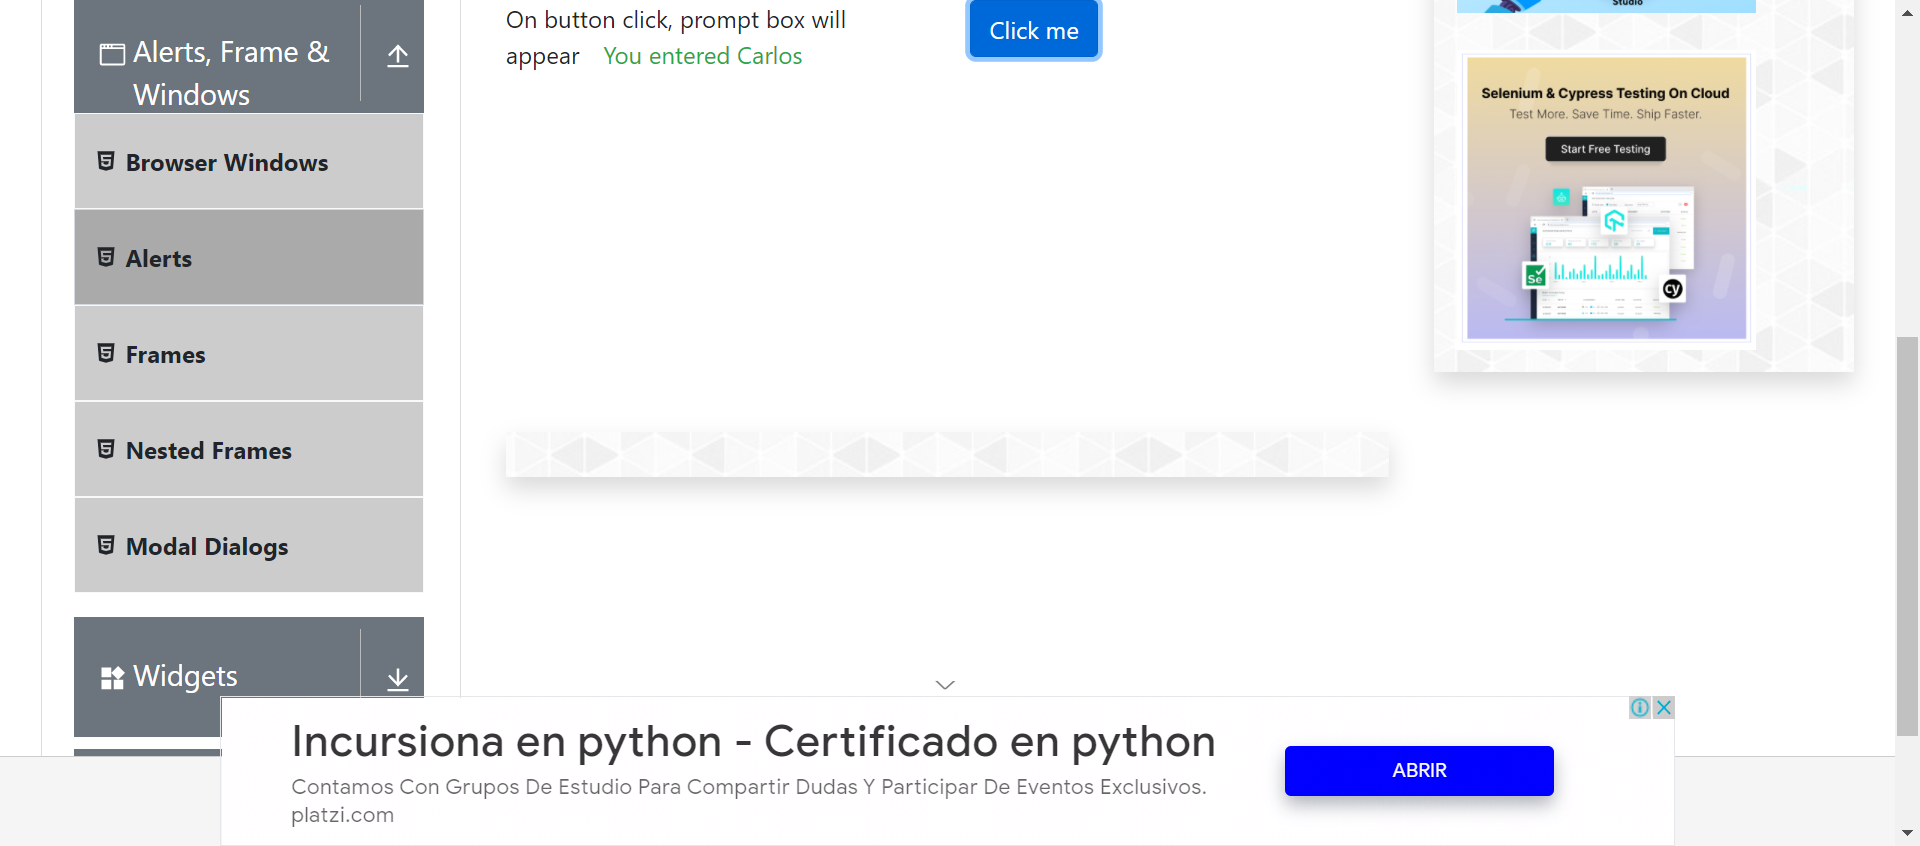 Alerts, Frame &
Windows
Browser Windows
Alerts
Frames
Nested Frames
Modal Dialogs
Widgets
On button click, prompt box will
appear You entered Carlos
Click me
Studio
Selenium & Cypress Testing On Cloud
Test More. Save Time. Ship Faster.
Start Free Testing
Se
cy
Incursiona en python - Certificado en python
Contamos Con Grupos De Estudio Para Compartir Dudas Y Participar De Eventos Exclusivos.
platzi.com
ABRIR